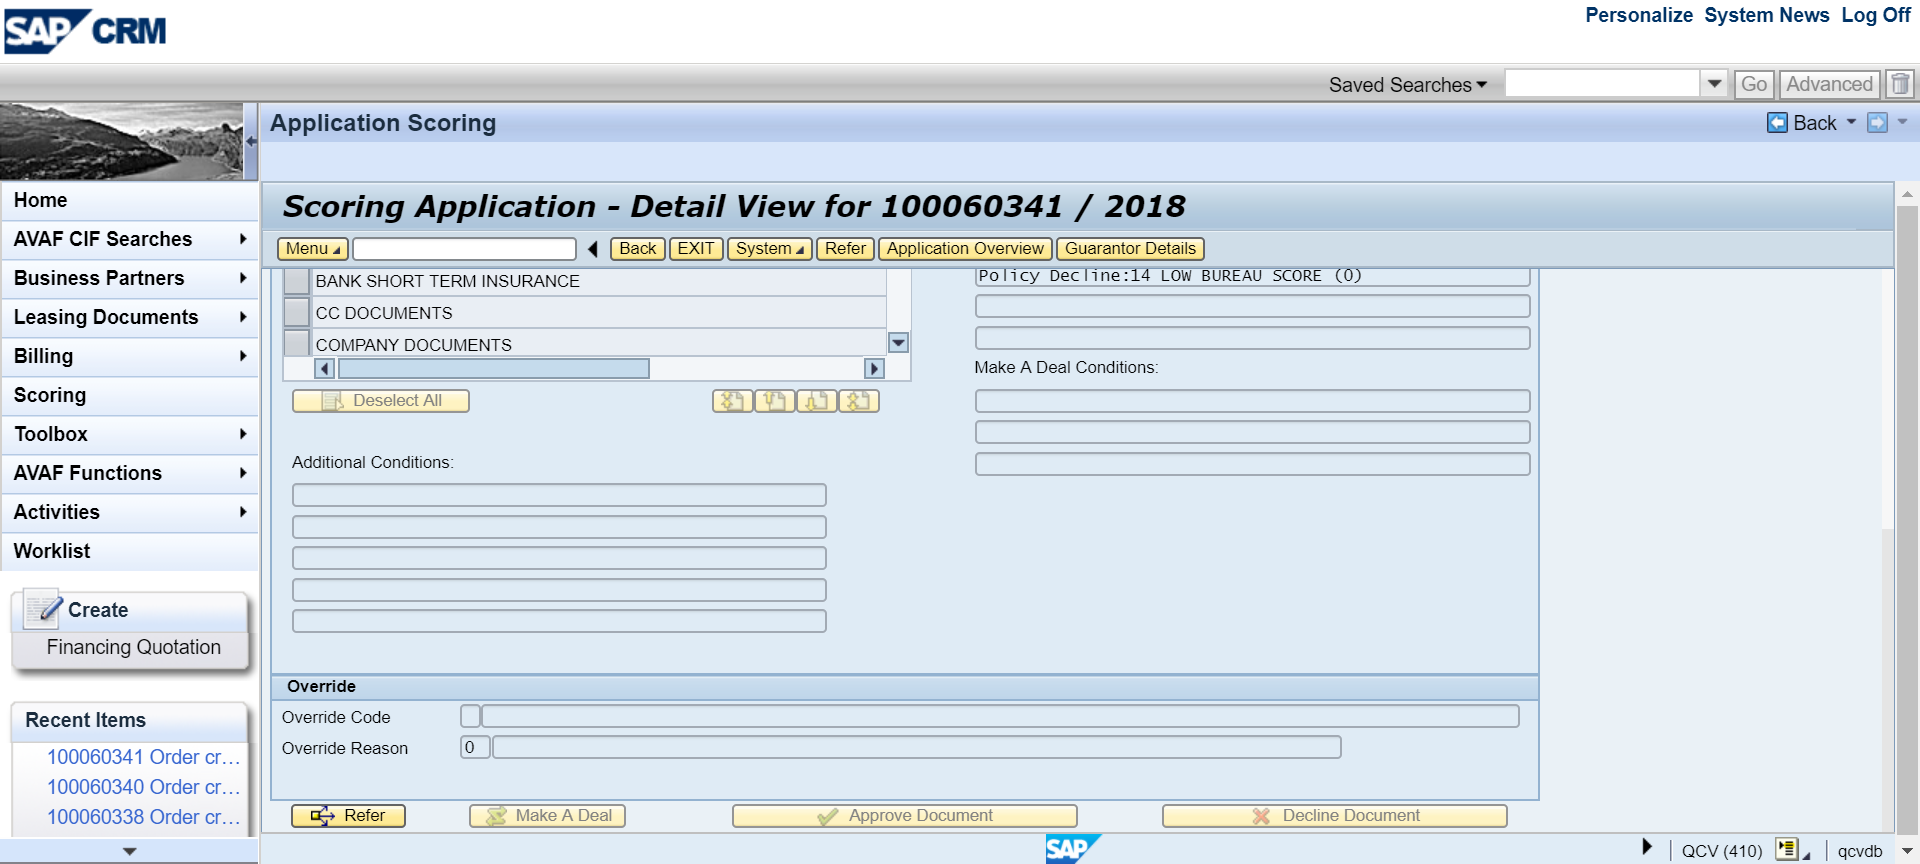 Personalize System News Log Off
SAP CRM
Saved Searches Go Advanced
Application Scoring
Back
Home
AVAF CIF Searches
Business Partners
Leasing Documents
Billing
Scoring
Toolbox
AVAF Functions
Activities
Worklist
Create
Financing Quotation
Recent Items
100060341 Order cr...
100060340 Order cr...
100060338 Order cr...
Scoring Application - Detail View for 100060341 / 2018
Menu Back EXIT System Refer Application Overview Guarantor Details
BANK SHORT TERM INSURANCE
CC DOCUMENTS
COMPANY DOCUMENTS
Deselect All
Additional Conditions:
Policy Decline:14 LOW BUREAU SCORE (0)
Make A Deal Conditions:
Override
Override Code
Override Reason 0
Refer Make A Deal Approve Document Decline Document
SAP
QCV (410) qcvdb